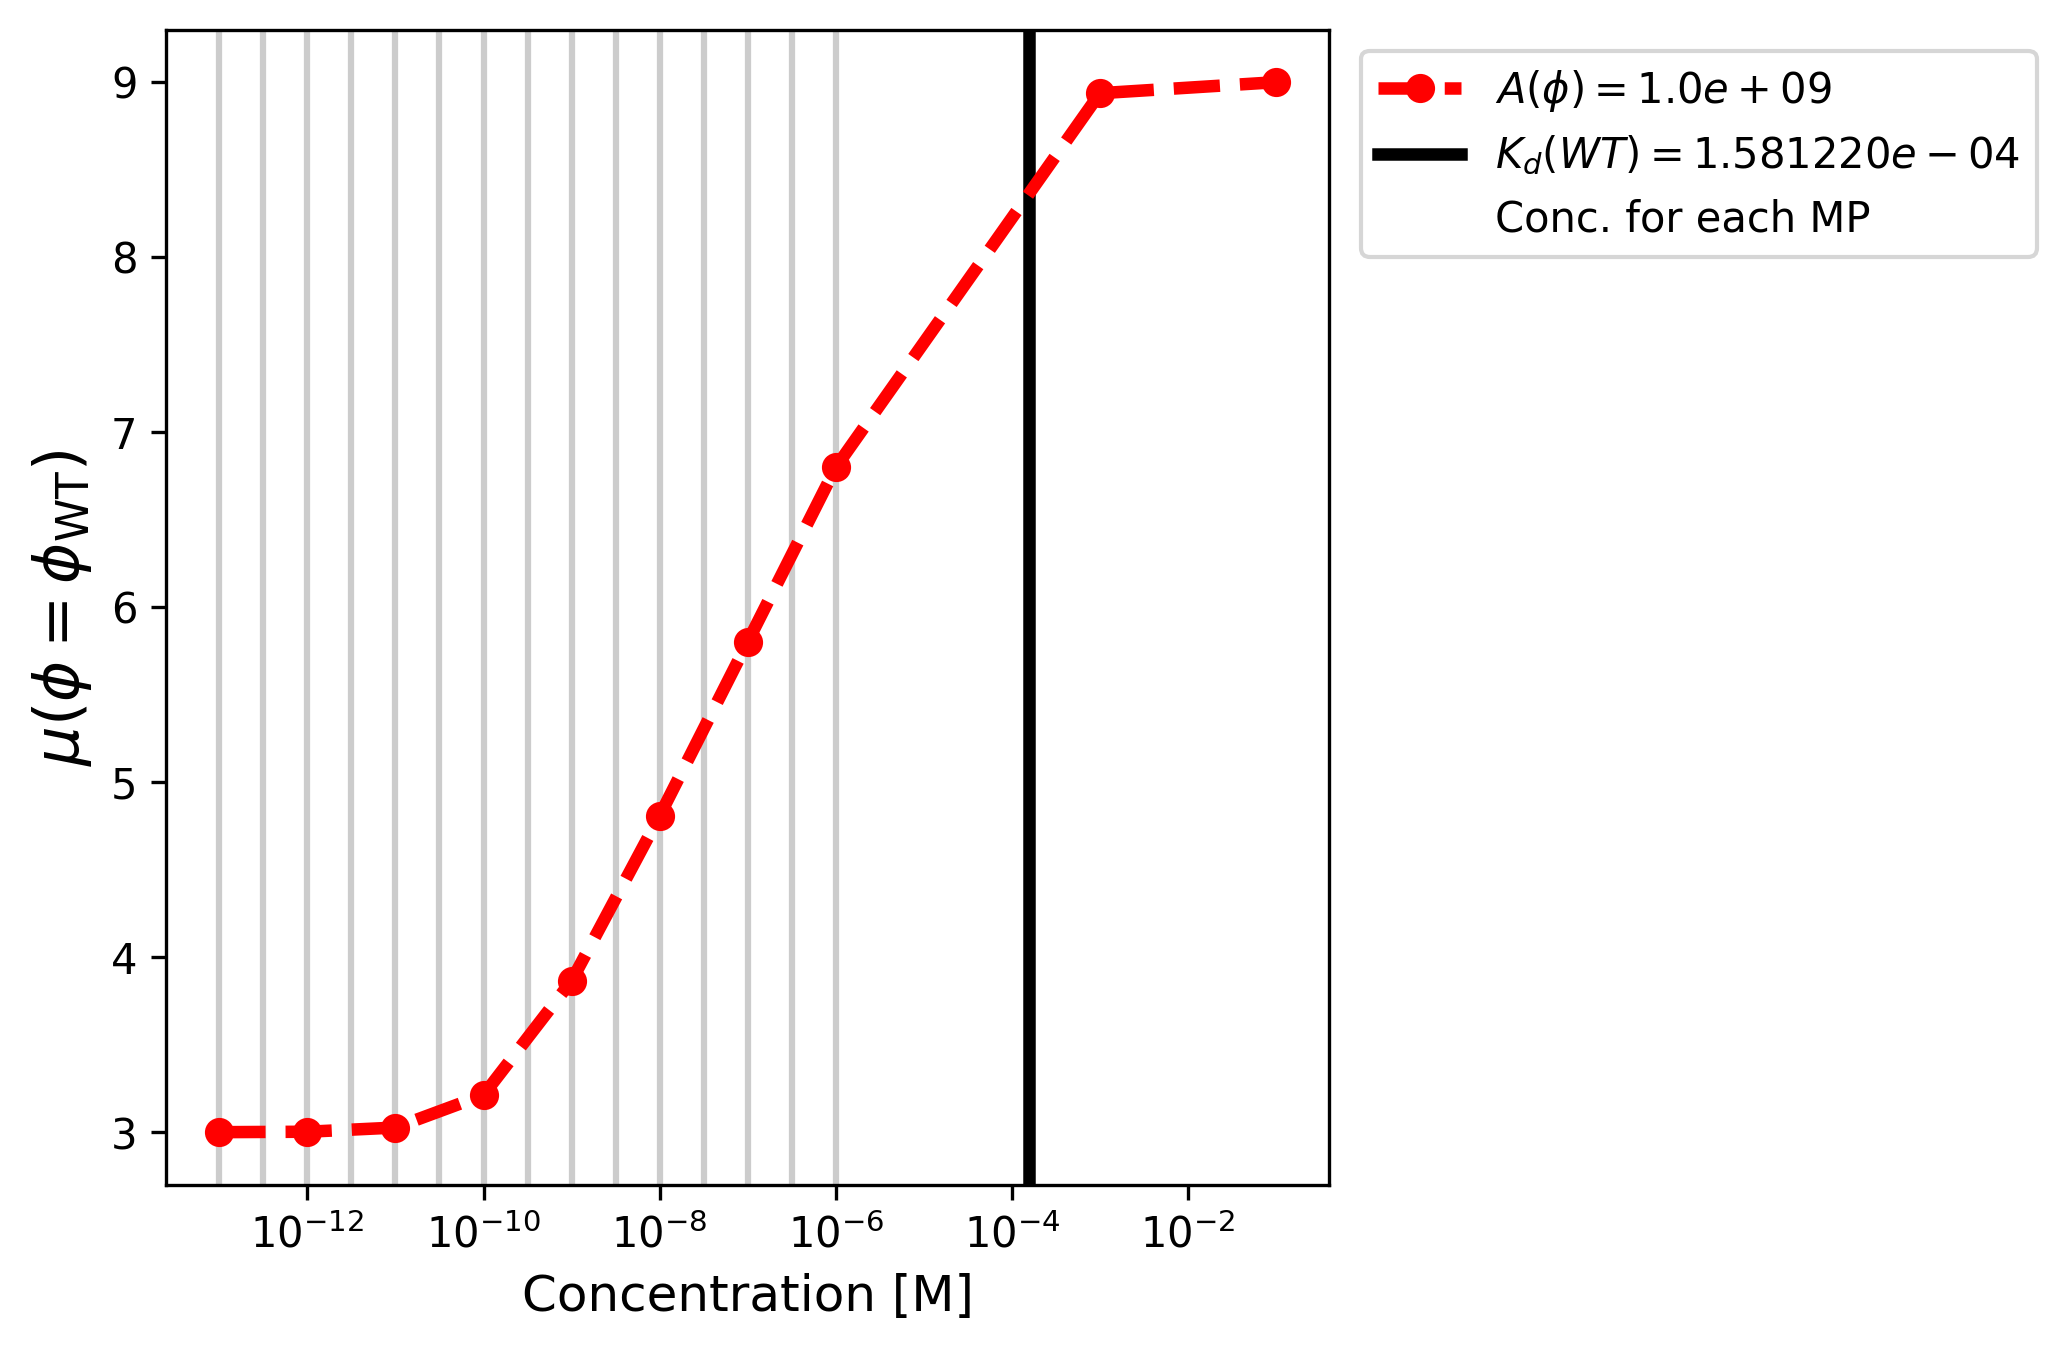 9
8
7
6
5
4
3
μ(ϕ = ϕ_WT)
10⁻¹² 10⁻¹⁰ 10⁻⁸ 10⁻⁶ 10⁻⁴ 10⁻²
Concentration [M]
A(ϕ) = 1.0e + 09
K_d(WT) = 1.581220e − 04
Conc. for each MP